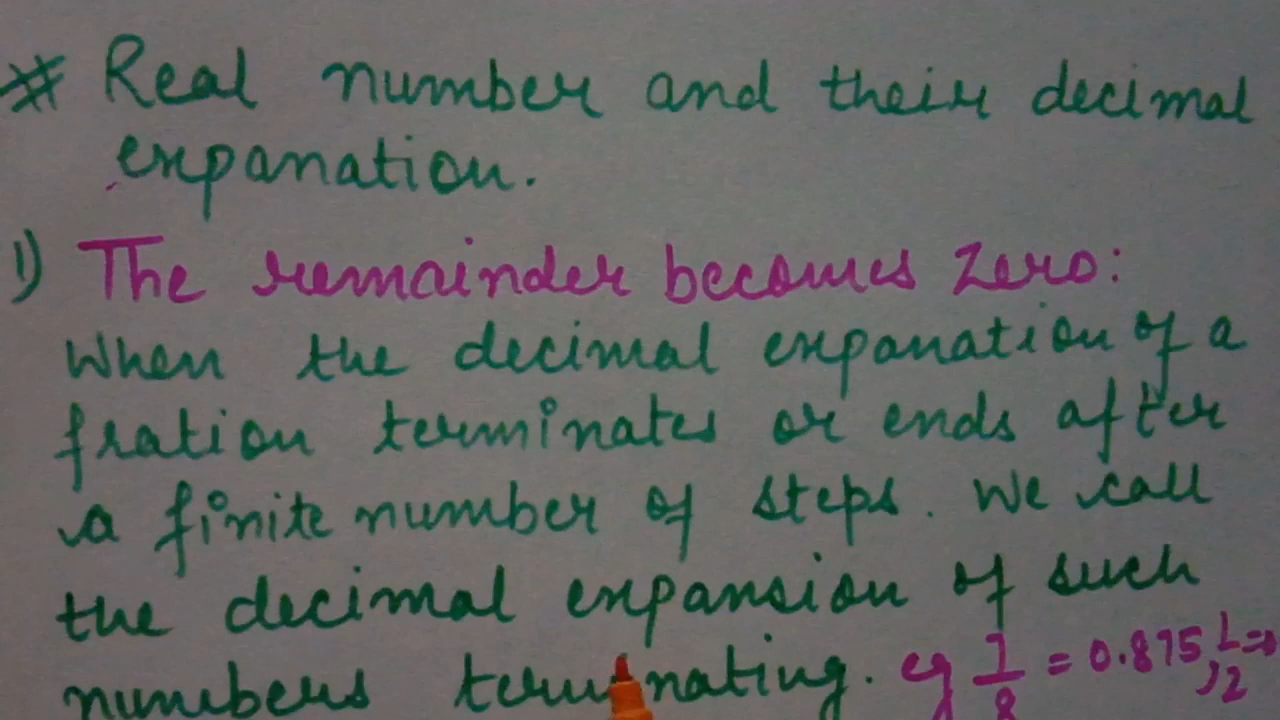 # Real number and their decimal
expanation.
1) The remainder becomes Zero:
When the decimal expanation of a
fration terminates or ends after
a finite number of steps. We call
the decimal expansion of such
numbers terminating. eg 7/8 = 0.875, 1/2 =